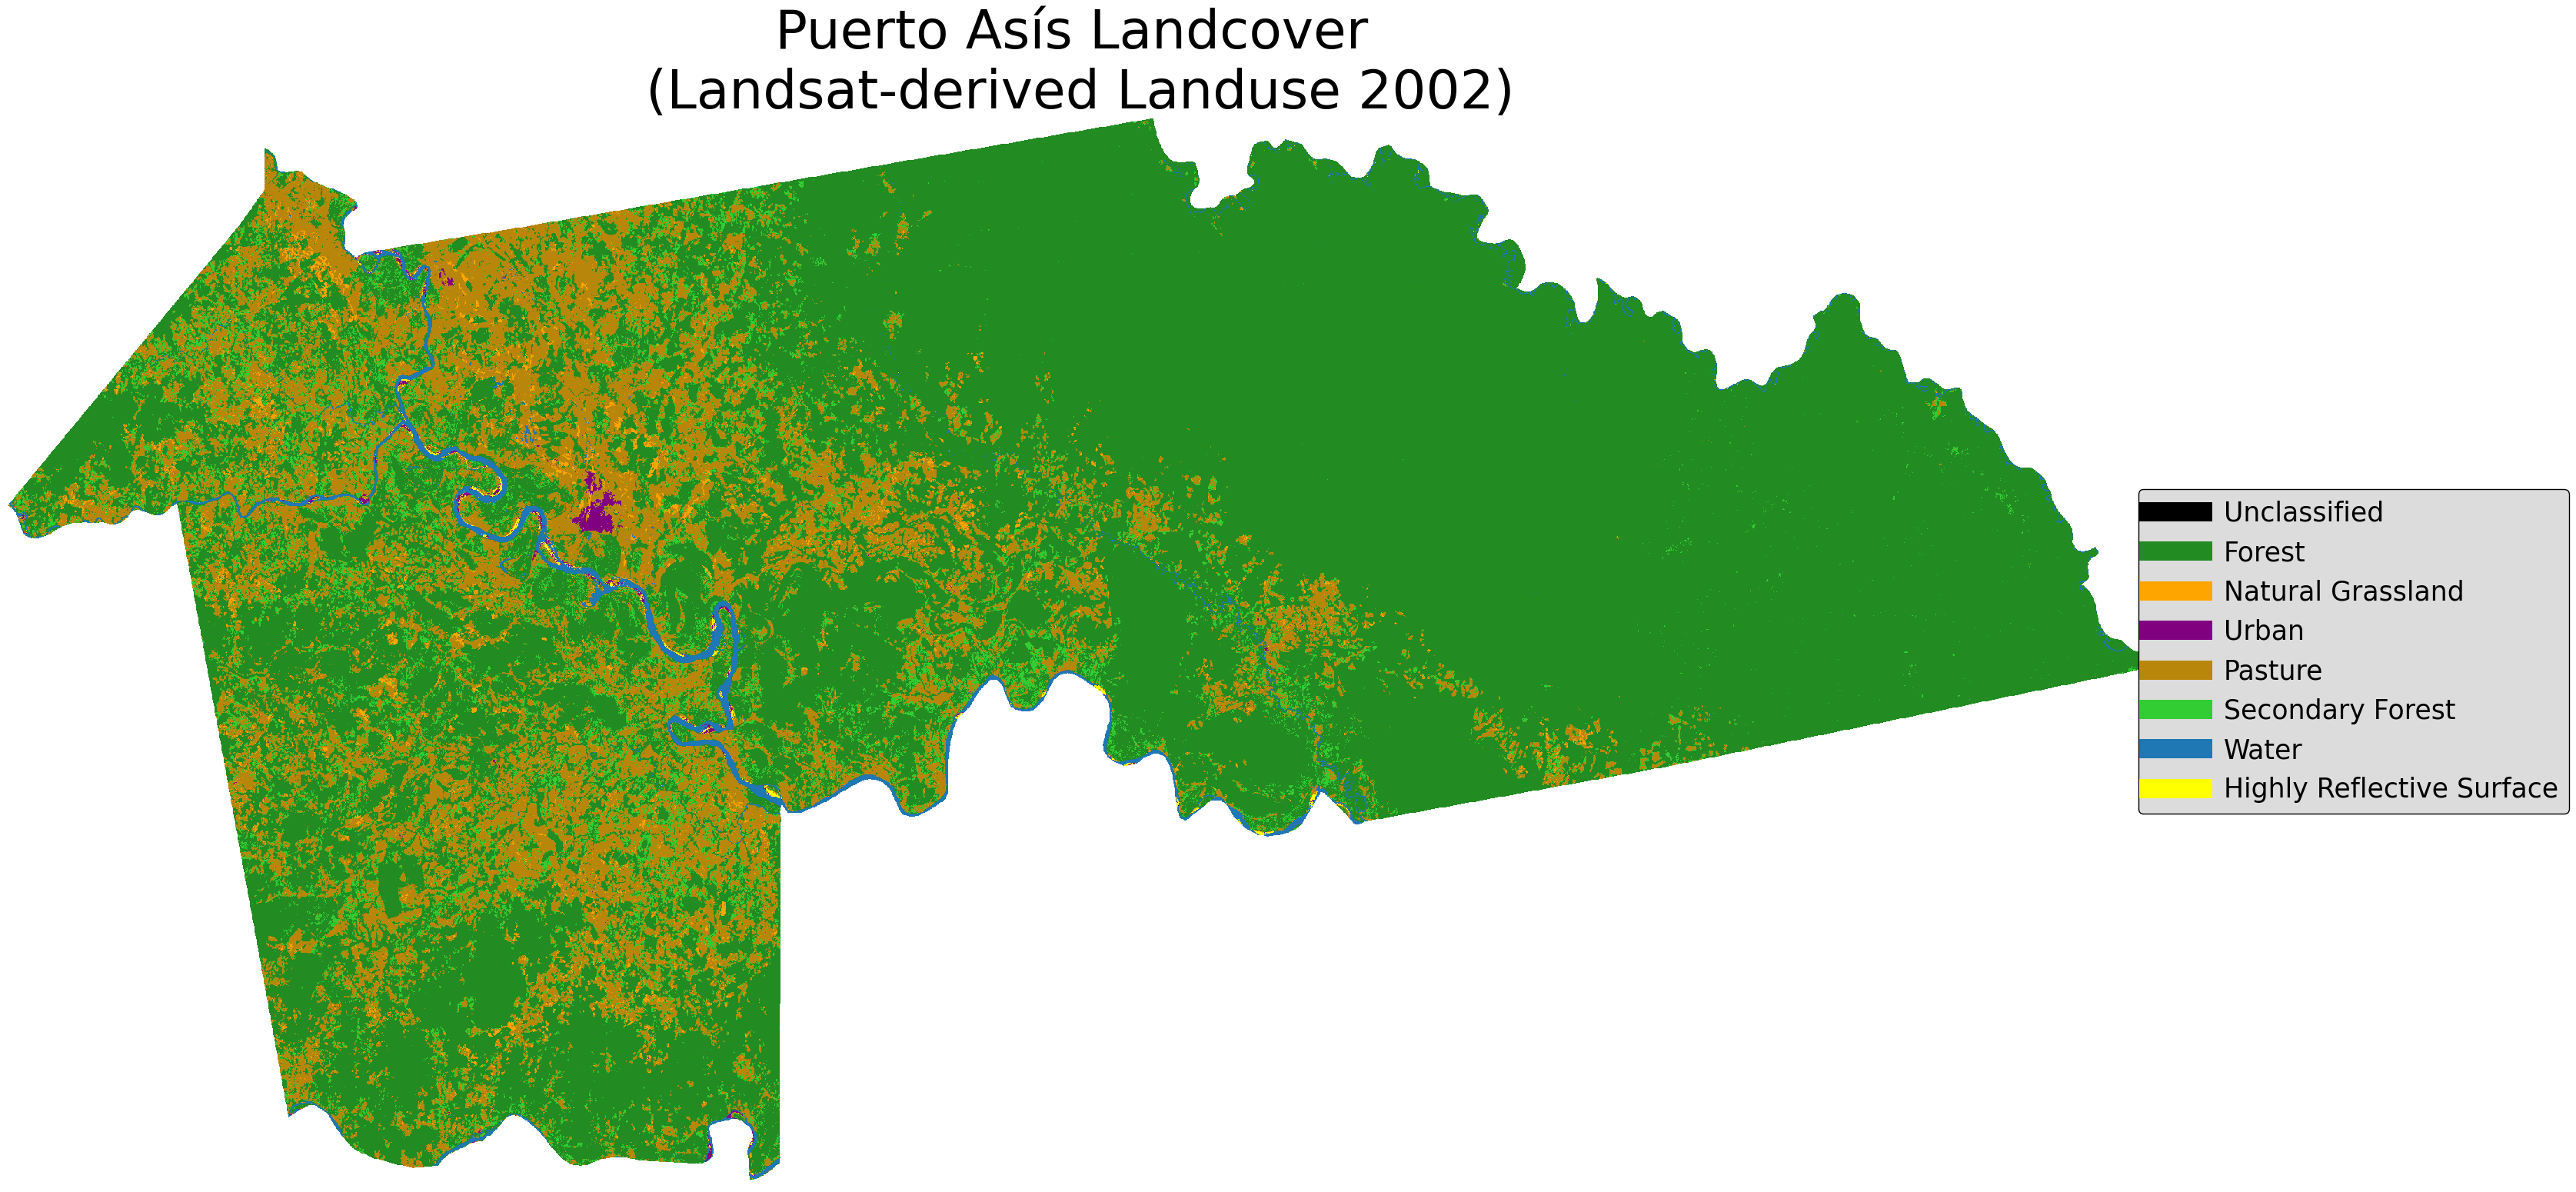 Puerto Asís Landcover
(Landsat-derived Landuse 2002)
Unclassified
Forest
Natural Grassland
Urban
Pasture
Secondary Forest
Water
Highly Reflective Surface